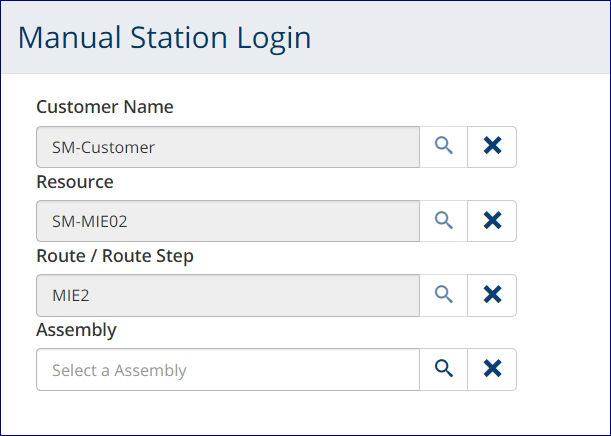 Manual Station Login
Customer Name
SM-Customer
Resource
SM-MIE02
Route / Route Step
MIE2
Assembly
Select a Assembly